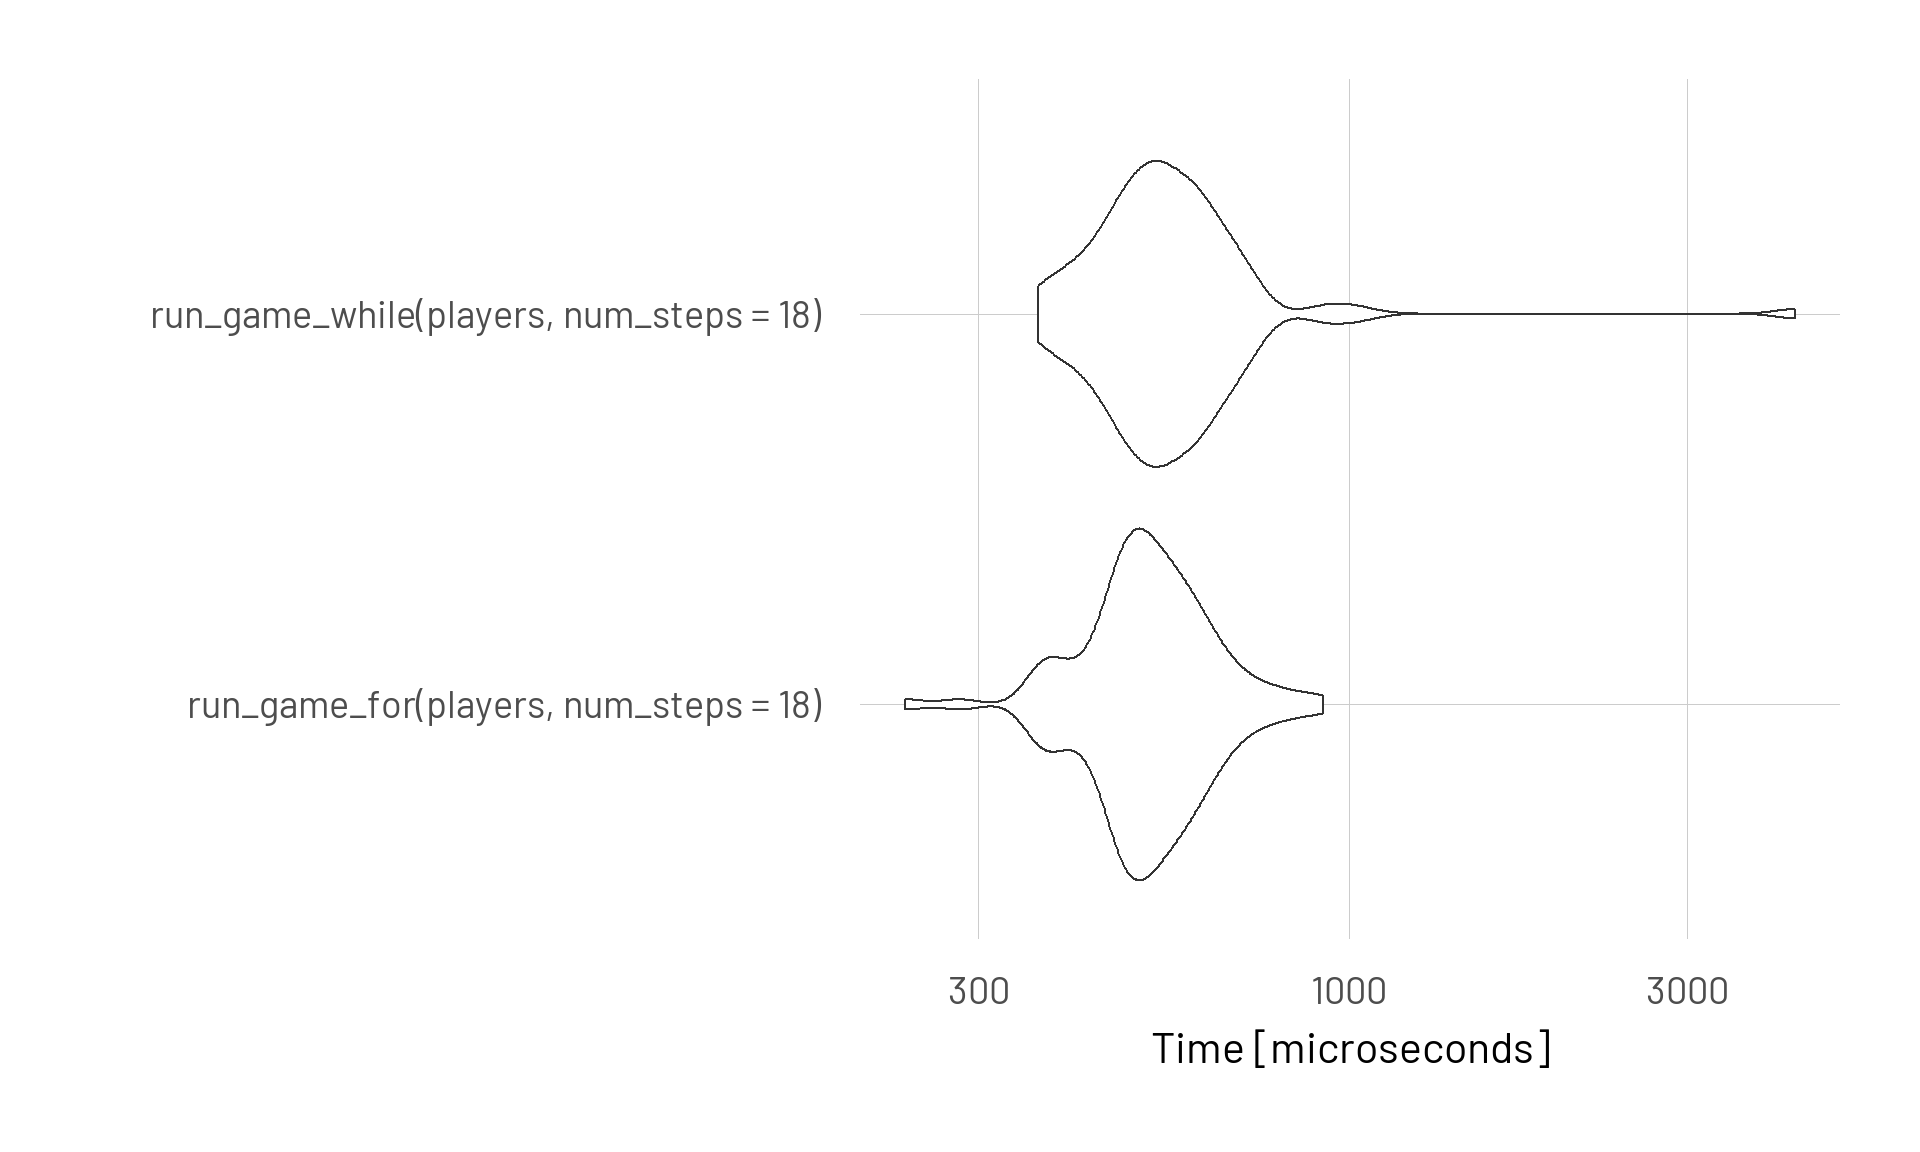 run_game_while(players, num_steps = 18)
run_game_for(players, num_steps = 18)
300 1000 3000
Time [microseconds]